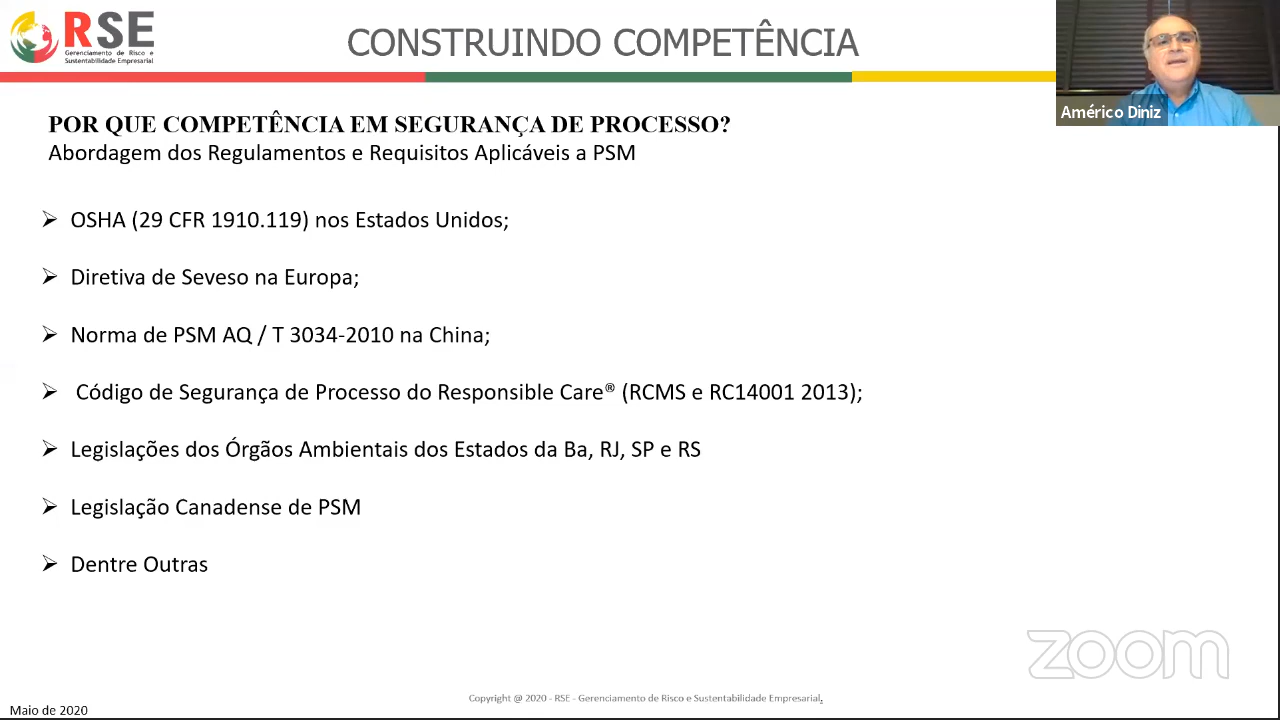 RSE
Gerenciamento de Risco e
Sustentabilidade Empresarial
CONSTRUINDO COMPETÊNCIA
Américo Diniz
POR QUE COMPETÊNCIA EM SEGURANÇA DE PROCESSO?
Abordagem dos Regulamentos e Requisitos Aplicáveis a PSM
OSHA (29 CFR 1910.119) nos Estados Unidos;
Diretiva de Seveso na Europa;
Norma de PSM AQ / T 3034-2010 na China;
Código de Segurança de Processo do Responsible Care® (RCMS e RC14001 2013);
Legislações dos Órgãos Ambientais dos Estados da Ba, RJ, SP e RS
Legislação Canadense de PSM
Dentre Outras
zoom
Copyright @ 2020 - RSE - Gerenciamento de Risco e Sustentabilidade Empresarial.
Maio de 2020